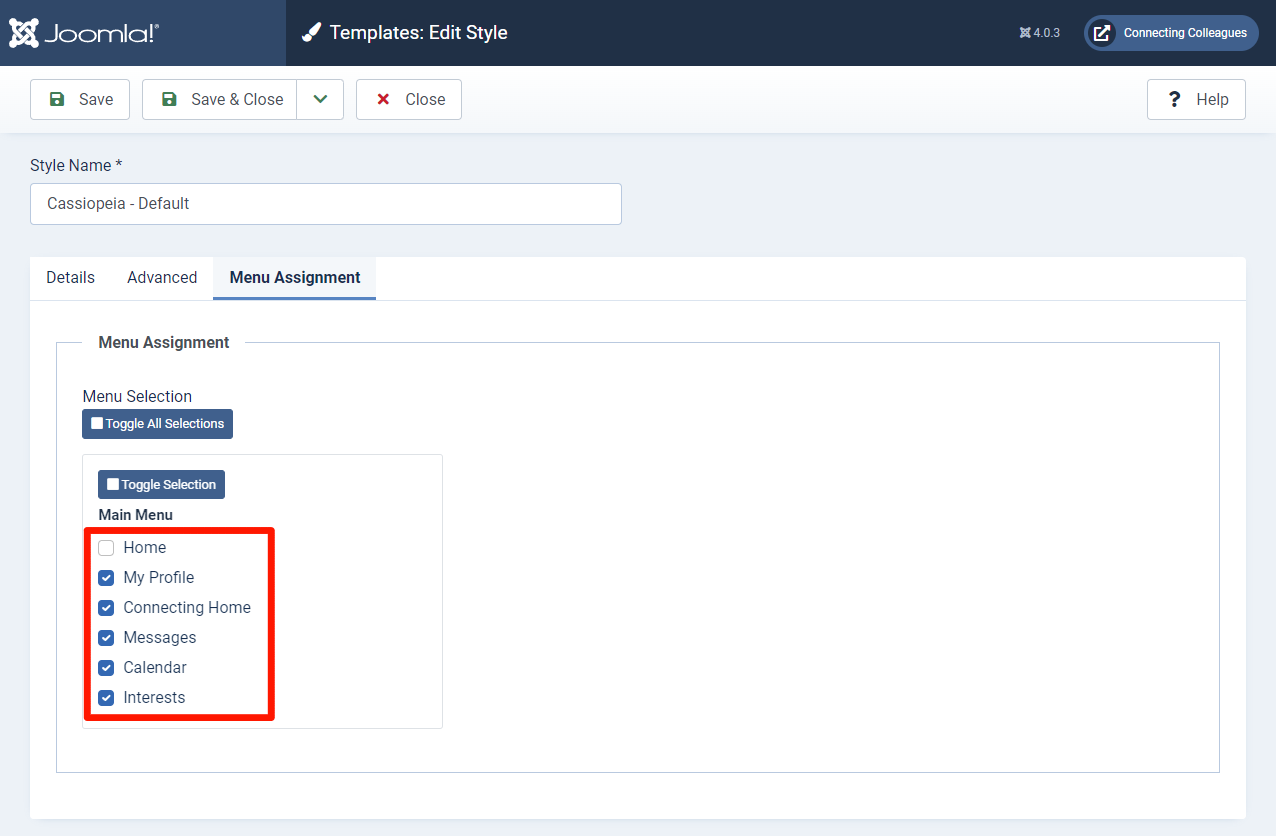 Joomla!® Templates: Edit Style 4.0.3 Connecting Colleagues
Save Save & Close Close ? Help
Style Name *
Cassiopeia - Default
Details Advanced Menu Assignment
Menu Assignment
Menu Selection
Toggle All Selections
Toggle Selection
Main Menu
Home
My Profile
Connecting Home
Messages
Calendar
Interests